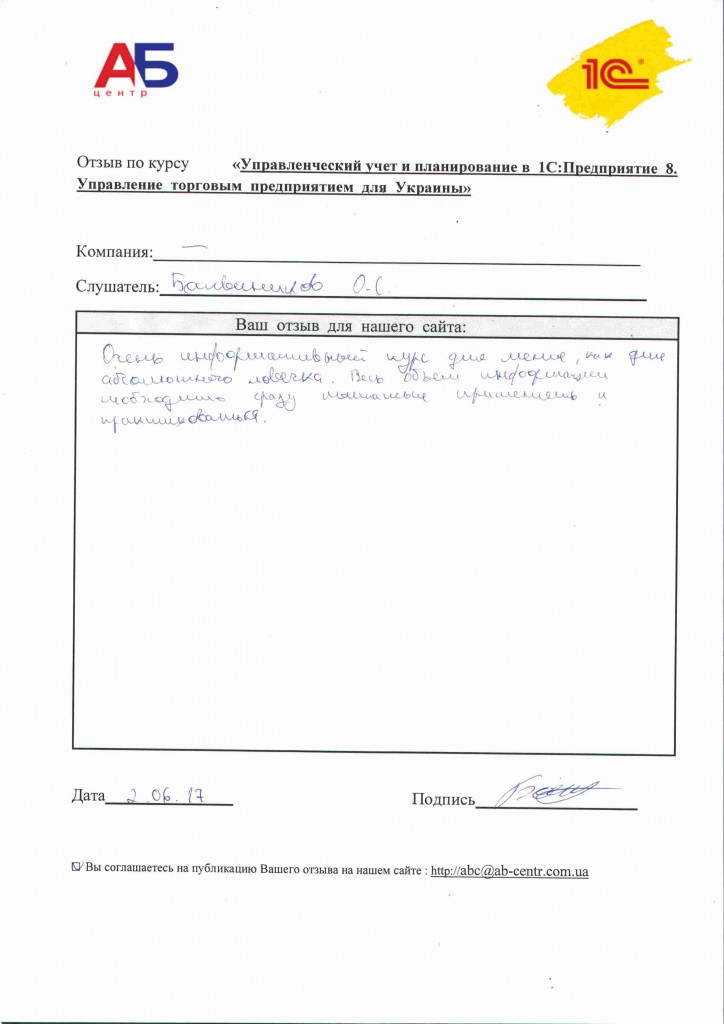 АБ
центр
1С®
Отзыв по курсу «Управленческий учет и планирование в 1С:Предприятие 8.
Управление торговым предприятием для Украины»
Компания: —
Слушатель: О.С.
Ваш отзыв для нашего сайта:
Очень информативный курс для меня, как для
абсолютного новичка. Весь объем информации
необходимо сразу пытаться применять и
практиковаться.
Дата 2.06.17
Подпись
Вы соглашаетесь на публикацию Вашего отзыва на нашем сайте : http://abc@ab-centr.com.ua